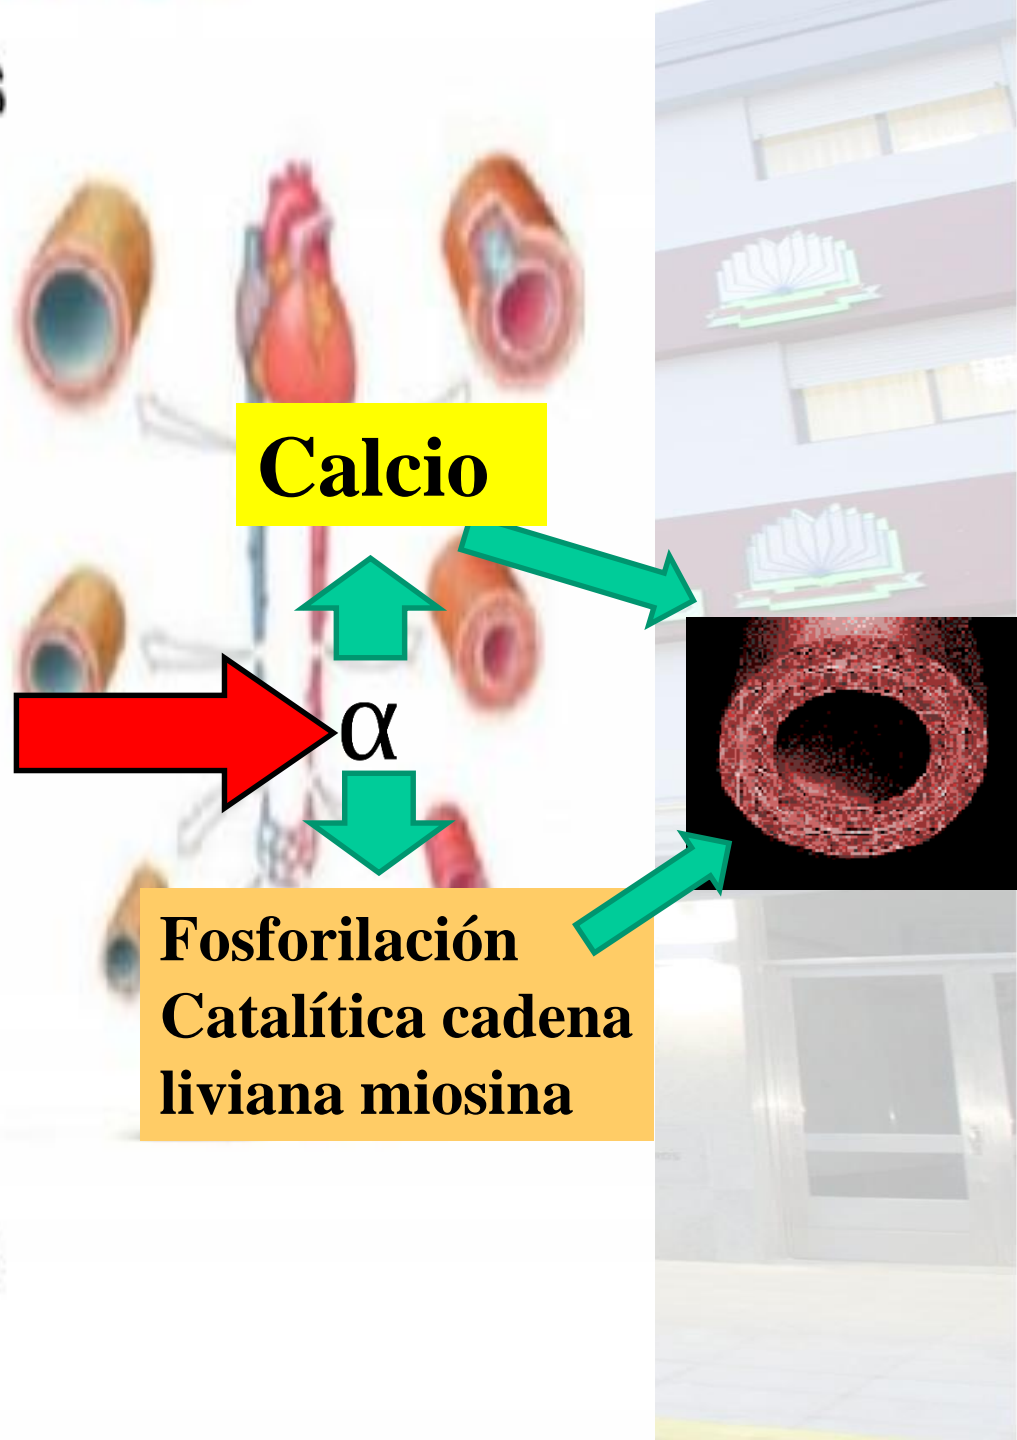 Calcio
α
Fosforilación
Catalítica cadena
liviana miosina